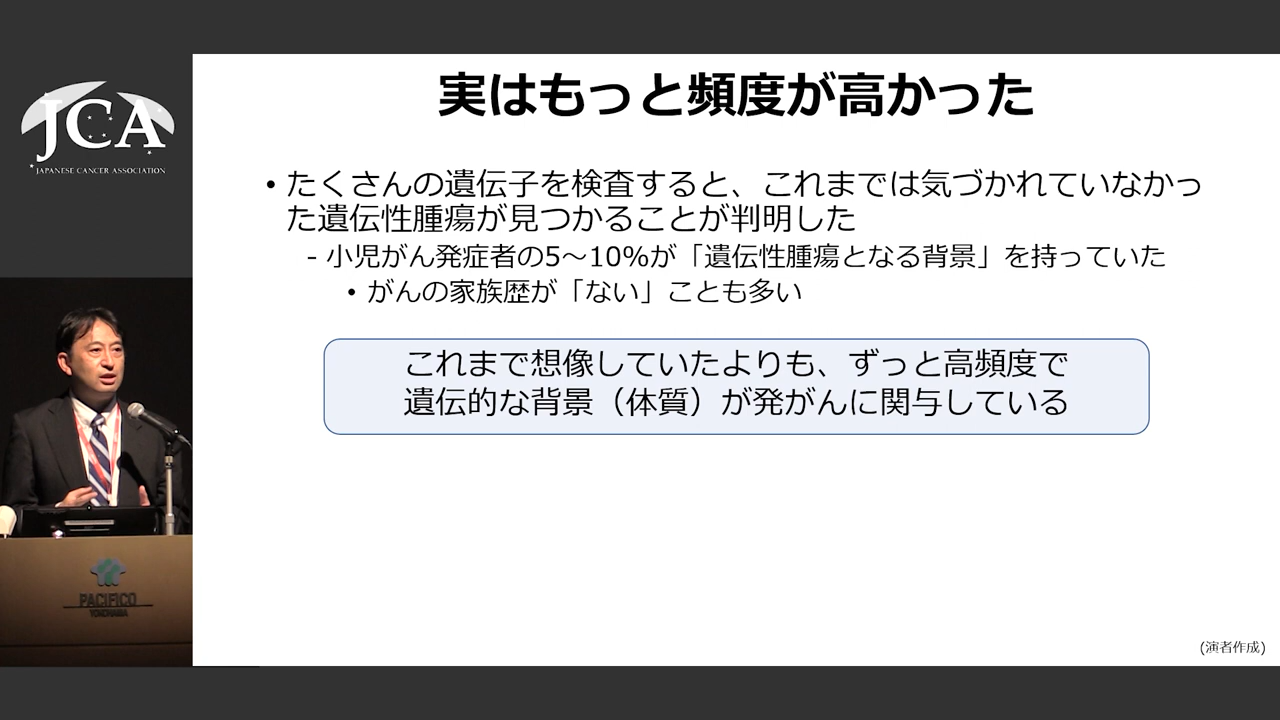 JCA
JAPANESE CANCER ASSOCIATION
実はもっと頻度が高かった
• たくさんの遺伝子を検査すると、これまでは気づかれていなかっ
た遺伝性腫瘍が見つかることが判明した
- 小児がん発症者の5～10%が「遺伝性腫瘍となる背景」を持っていた
• がんの家族歴が「ない」ことも多い
これまで想像していたよりも、ずっと高頻度で
遺伝的な背景（体質）が発がんに関与している
(演者作成)
PACIFICO
YOKOHAMA